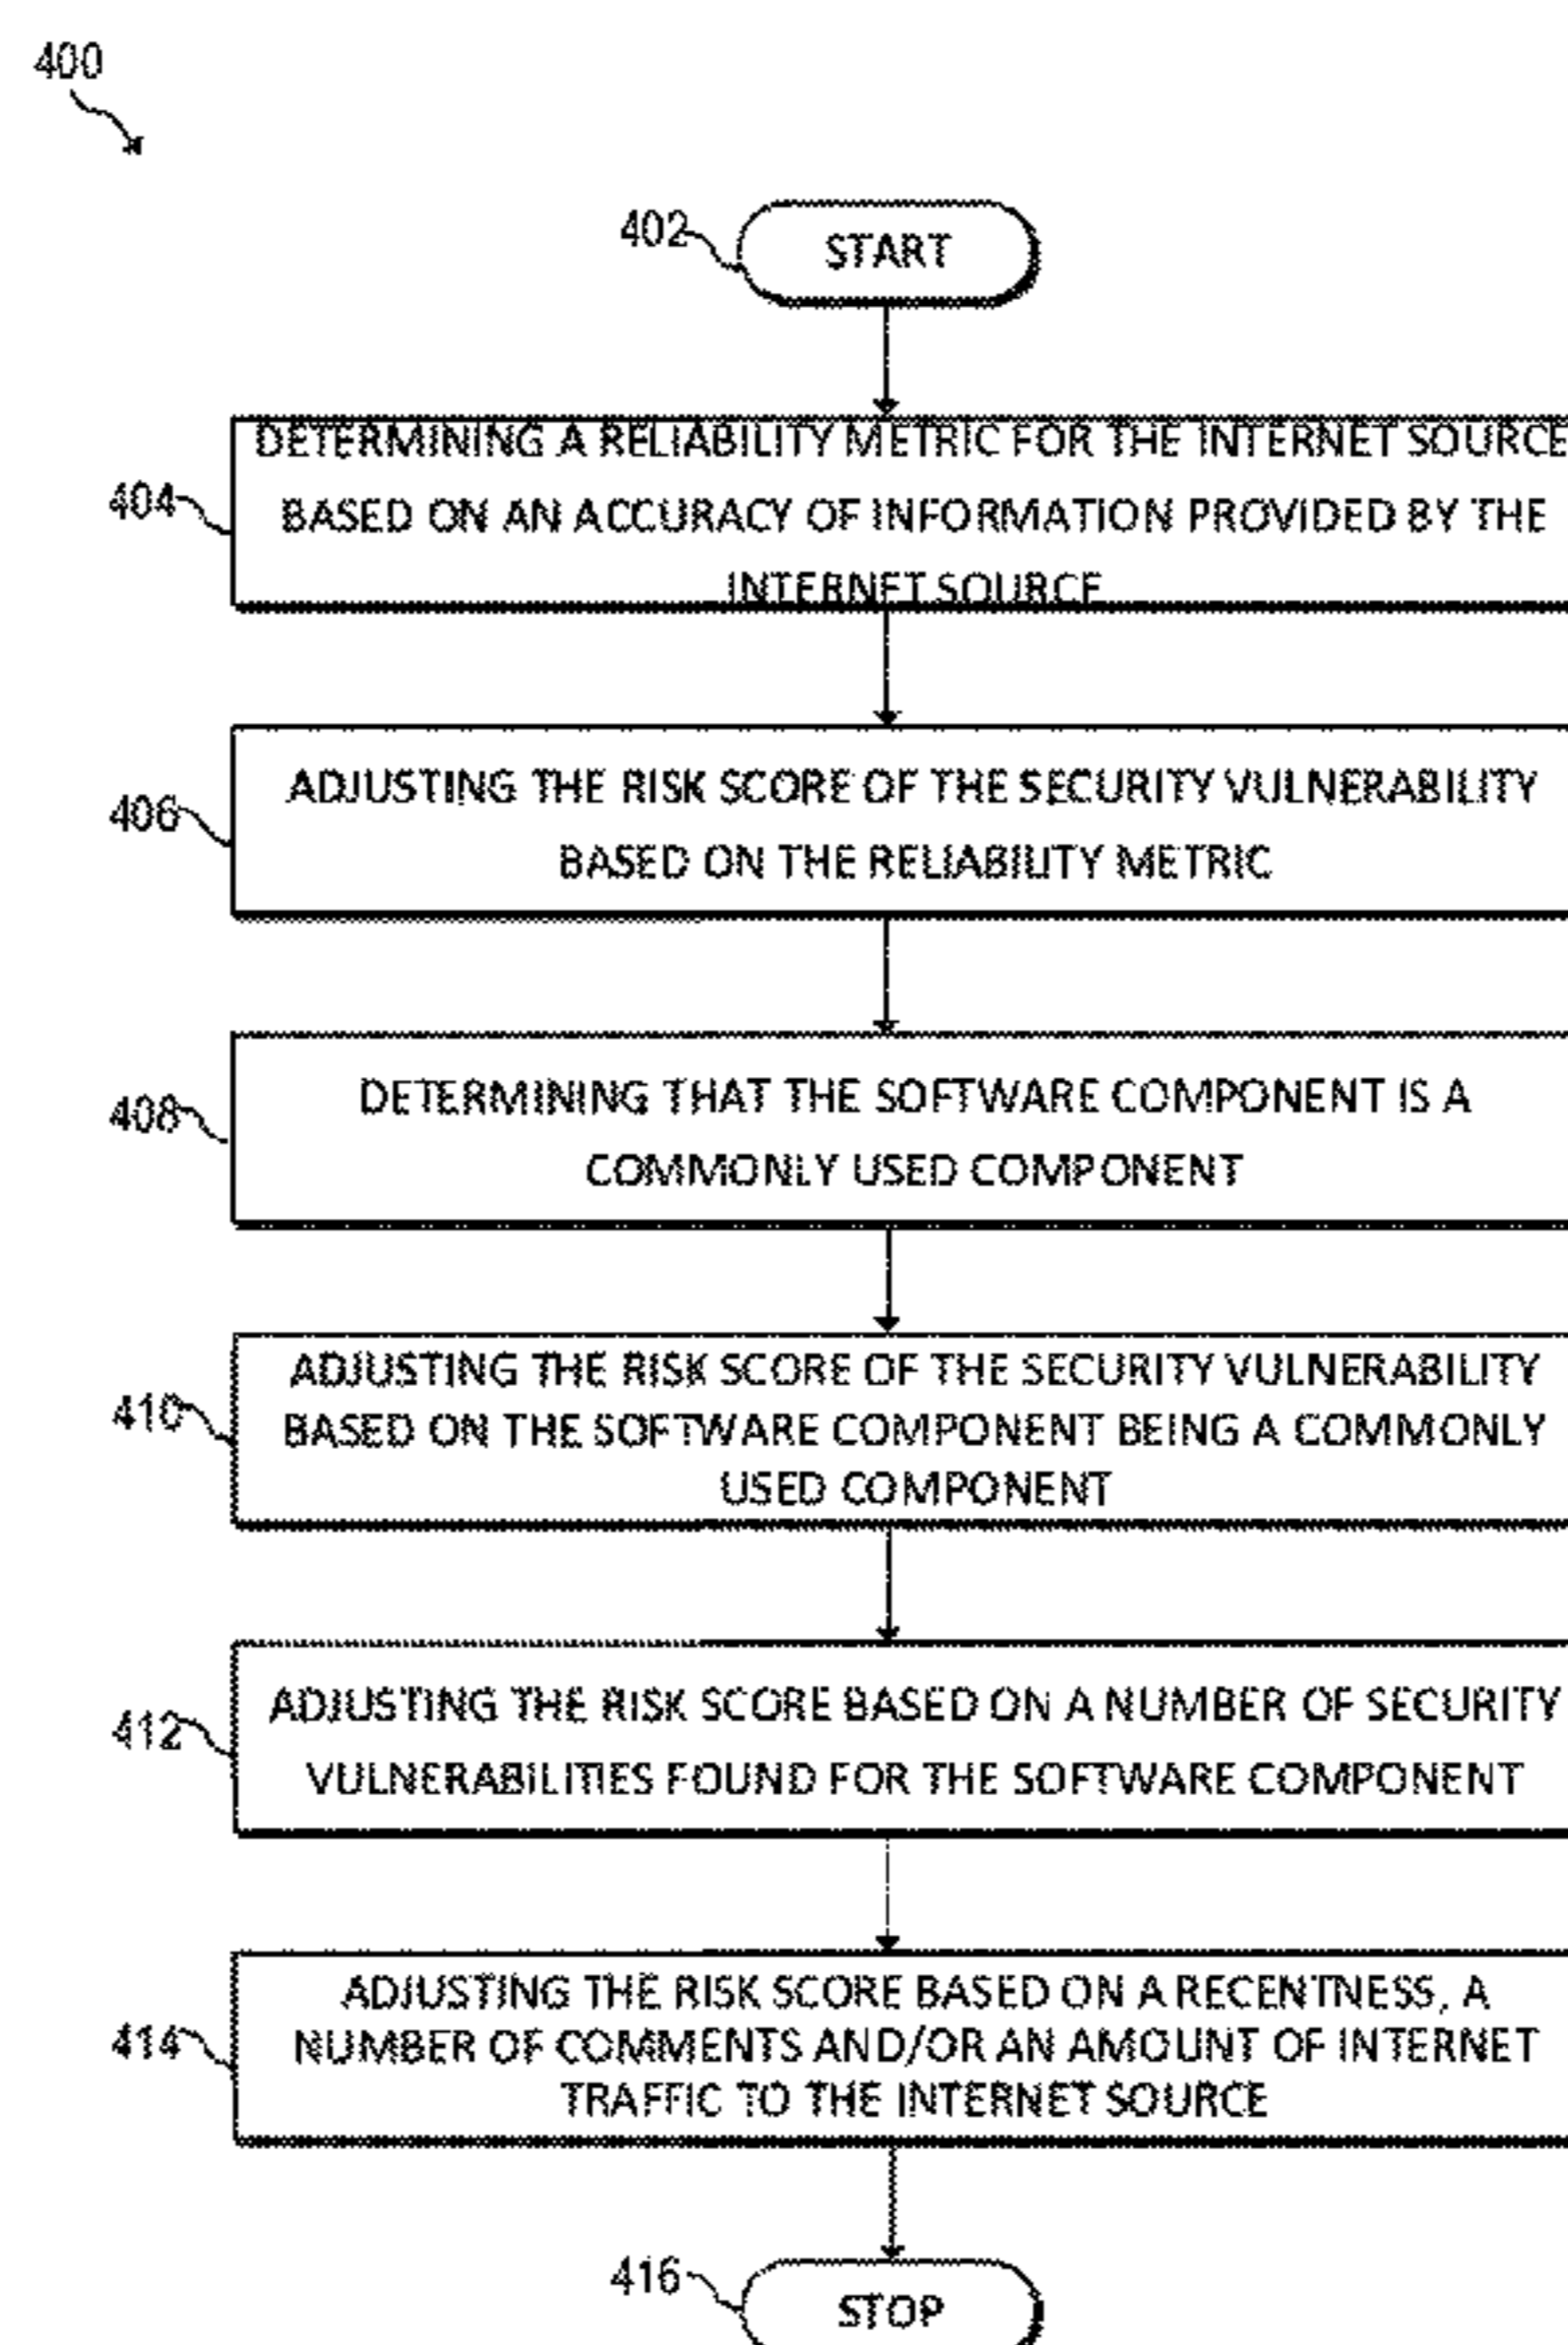 400
402
START
404
DETERMINING A RELIABILITY METRIC FOR THE INTERNET SOURCE
BASED ON AN ACCURACY OF INFORMATION PROVIDED BY THE
INTERNET SOURCE
406
ADJUSTING THE RISK SCORE OF THE SECURITY VULNERABILITY
BASED ON THE RELIABILITY METRIC
408
DETERMINING THAT THE SOFTWARE COMPONENT IS A
COMMONLY USED COMPONENT
410
ADJUSTING THE RISK SCORE OF THE SECURITY VULNERABILITY
BASED ON THE SOFTWARE COMPONENT BEING A COMMONLY
USED COMPONENT
412
ADJUSTING THE RISK SCORE BASED ON A NUMBER OF SECURITY
VULNERABILITIES FOUND FOR THE SOFTWARE COMPONENT
414
ADJUSTING THE RISK SCORE BASED ON A RECENTNESS, A
NUMBER OF COMMENTS AND/OR AN AMOUNT OF INTERNET
TRAFFIC TO THE INTERNET SOURCE
416
STOP